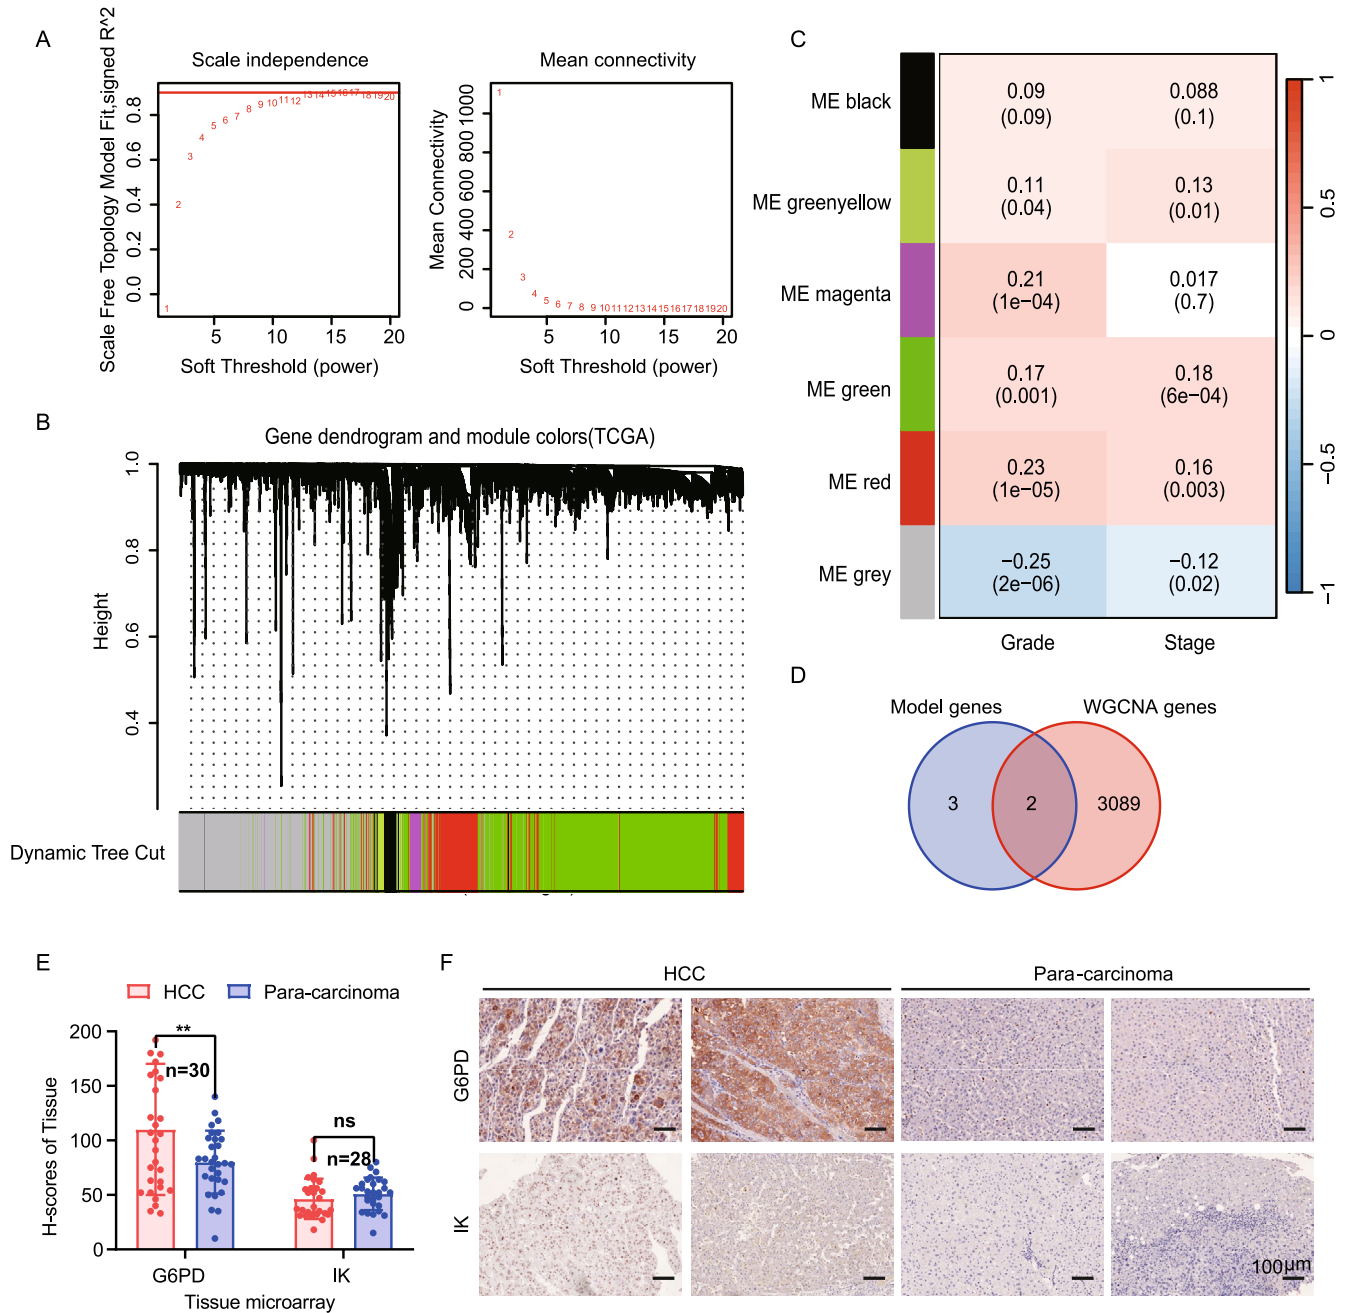 A
Scale independence
Scale Free Topology Model Fit,signed R^2
0.0 0.2 0.4 0.6 0.8
1 2 3 4 5 6 7 8 9 10 11 12 13 14 15 16 17 18 19 20
5 10 15 20
Soft Threshold (power)
Mean connectivity
Mean Connectivity
0 200 400 600 800 1000
1 2 3 4 5 6 7 8 9 10 11 12 13 14 15 16 17 18 19 20
5 10 15 20
Soft Threshold (power)
B
Gene dendrogram and module colors(TCGA)
Height
1.0
0.8
0.6
0.4
Dynamic Tree Cut
C
ME black
0.09
(0.09)
0.088
(0.1)
ME greenyellow
0.11
(0.04)
0.13
(0.01)
ME magenta
0.21
(1e−04)
0.017
(0.7)
ME green
0.17
(0.001)
0.18
(6e−04)
ME red
0.23
(1e−05)
0.16
(0.003)
ME grey
−0.25
(2e−06)
−0.12
(0.02)
Grade
Stage
1
0.5
0
−0.5
−1
D
Model genes
WGCNA genes
3
2
3089
E
HCC
Para-carcinoma
H-scores of Tissue
200
150
100
50
0
**
n=30
ns
n=28
G6PD
IK
Tissue microarray
F
HCC
Para-carcinoma
G6PD
IK
100μm